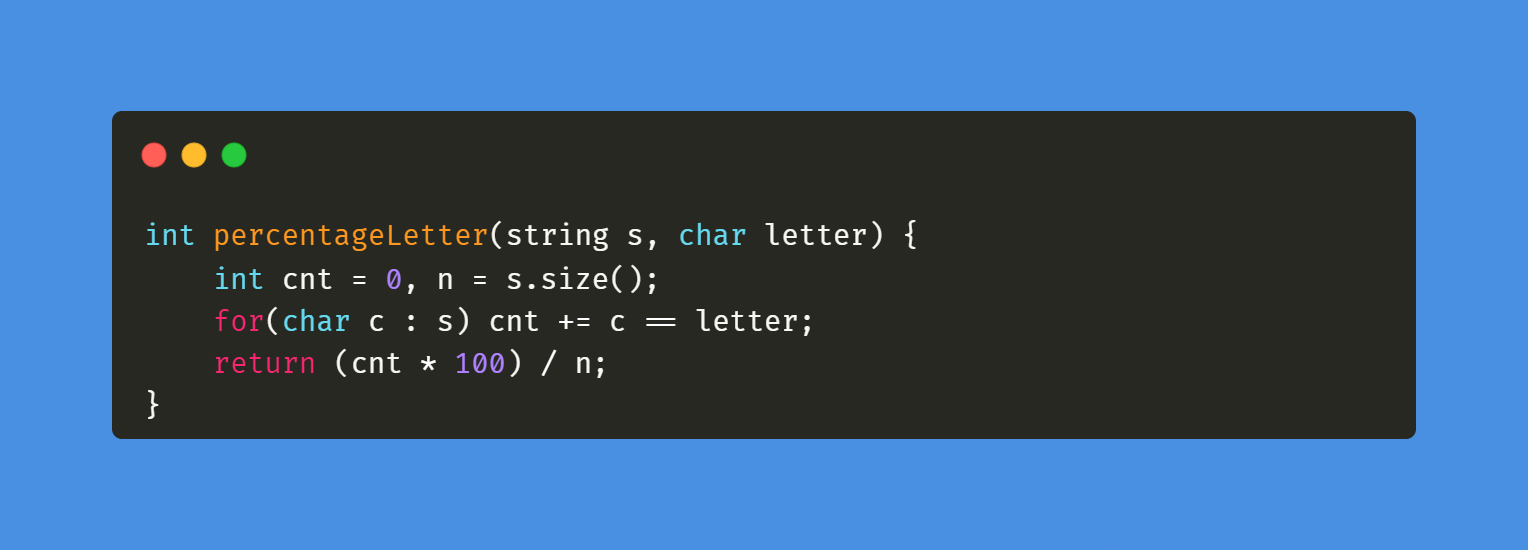 int percentageLetter(string s, char letter) {
    int cnt = 0, n = s.size();
    for(char c : s) cnt += c == letter;
    return (cnt * 100) / n;
}